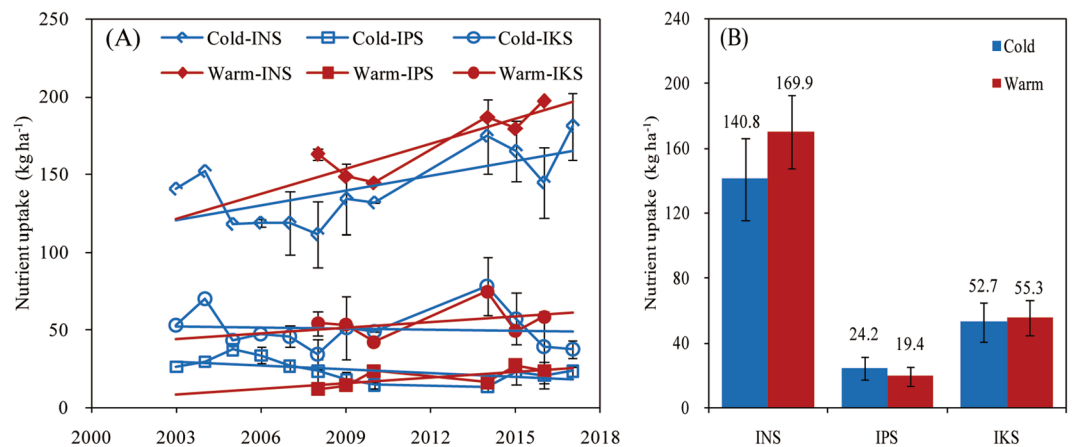 (A)
Cold-INS Cold-IPS Cold-IKS
Warm-INS Warm-IPS Warm-IKS
Nutrient uptake (kg ha-1)
250
200
150
100
50
0
2000 2003 2006 2009 2012 2015 2018
(B)
Cold
Warm
Nutrient uptake (kg ha-1)
240
200
160
120
80
40
0
140.8 169.9
24.2 19.4
52.7 55.3
INS IPS IKS